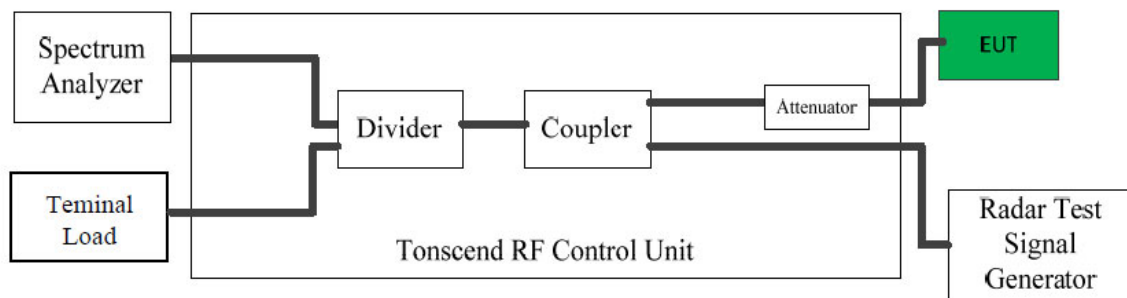 Spectrum
Analyzer
Teminal
Load
Divider
Coupler
Attenuator
EUT
Radar Test
Signal
Generator
Tonscend RF Control Unit